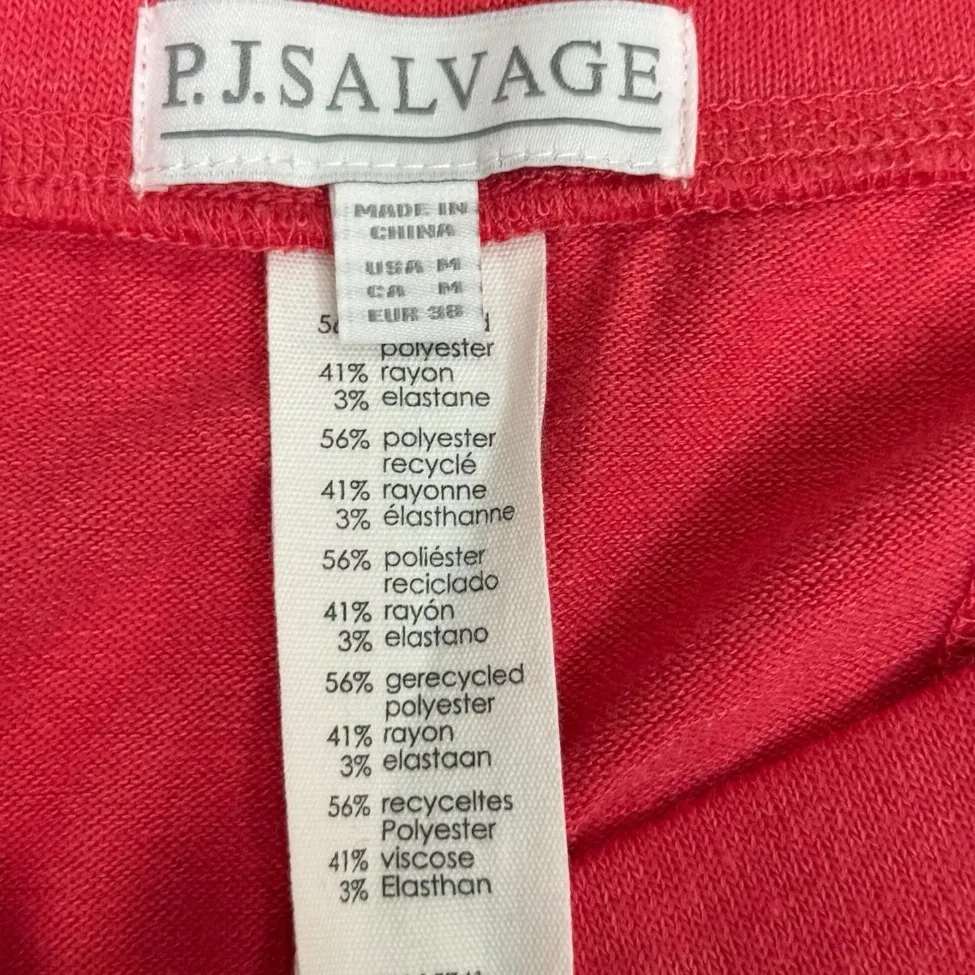 P.J.SALVAGE
MADE IN
CHINA
USA M
CA M
EUR 38
polyester
41% rayon
3% elastane
56% polyester
recyclé
41% rayonne
3% élasthanne
56% poliéster
reciclado
41% rayón
3% elastano
56% gerecycled
polyester
41% rayon
3% elastaan
56% recyceltes
Polyester
41% viscose
3% Elasthan